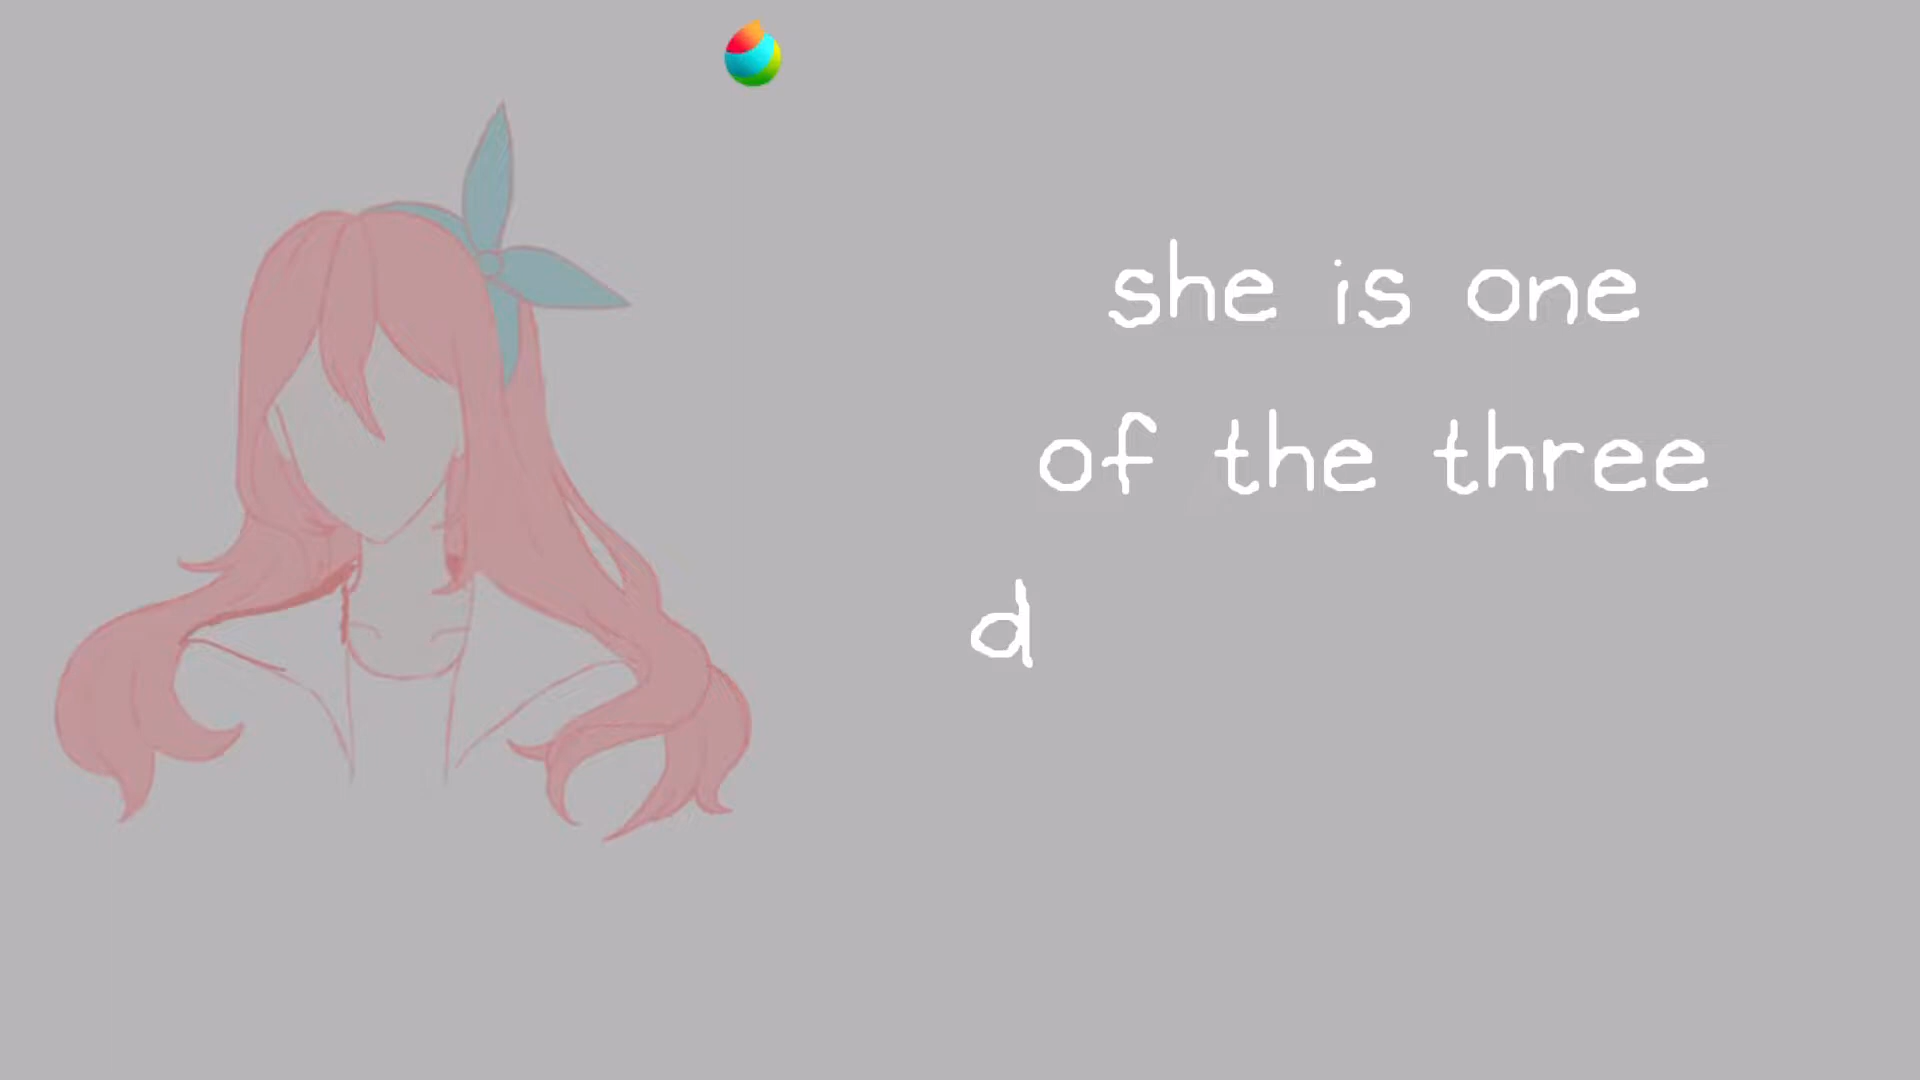 she is one
of the three
d